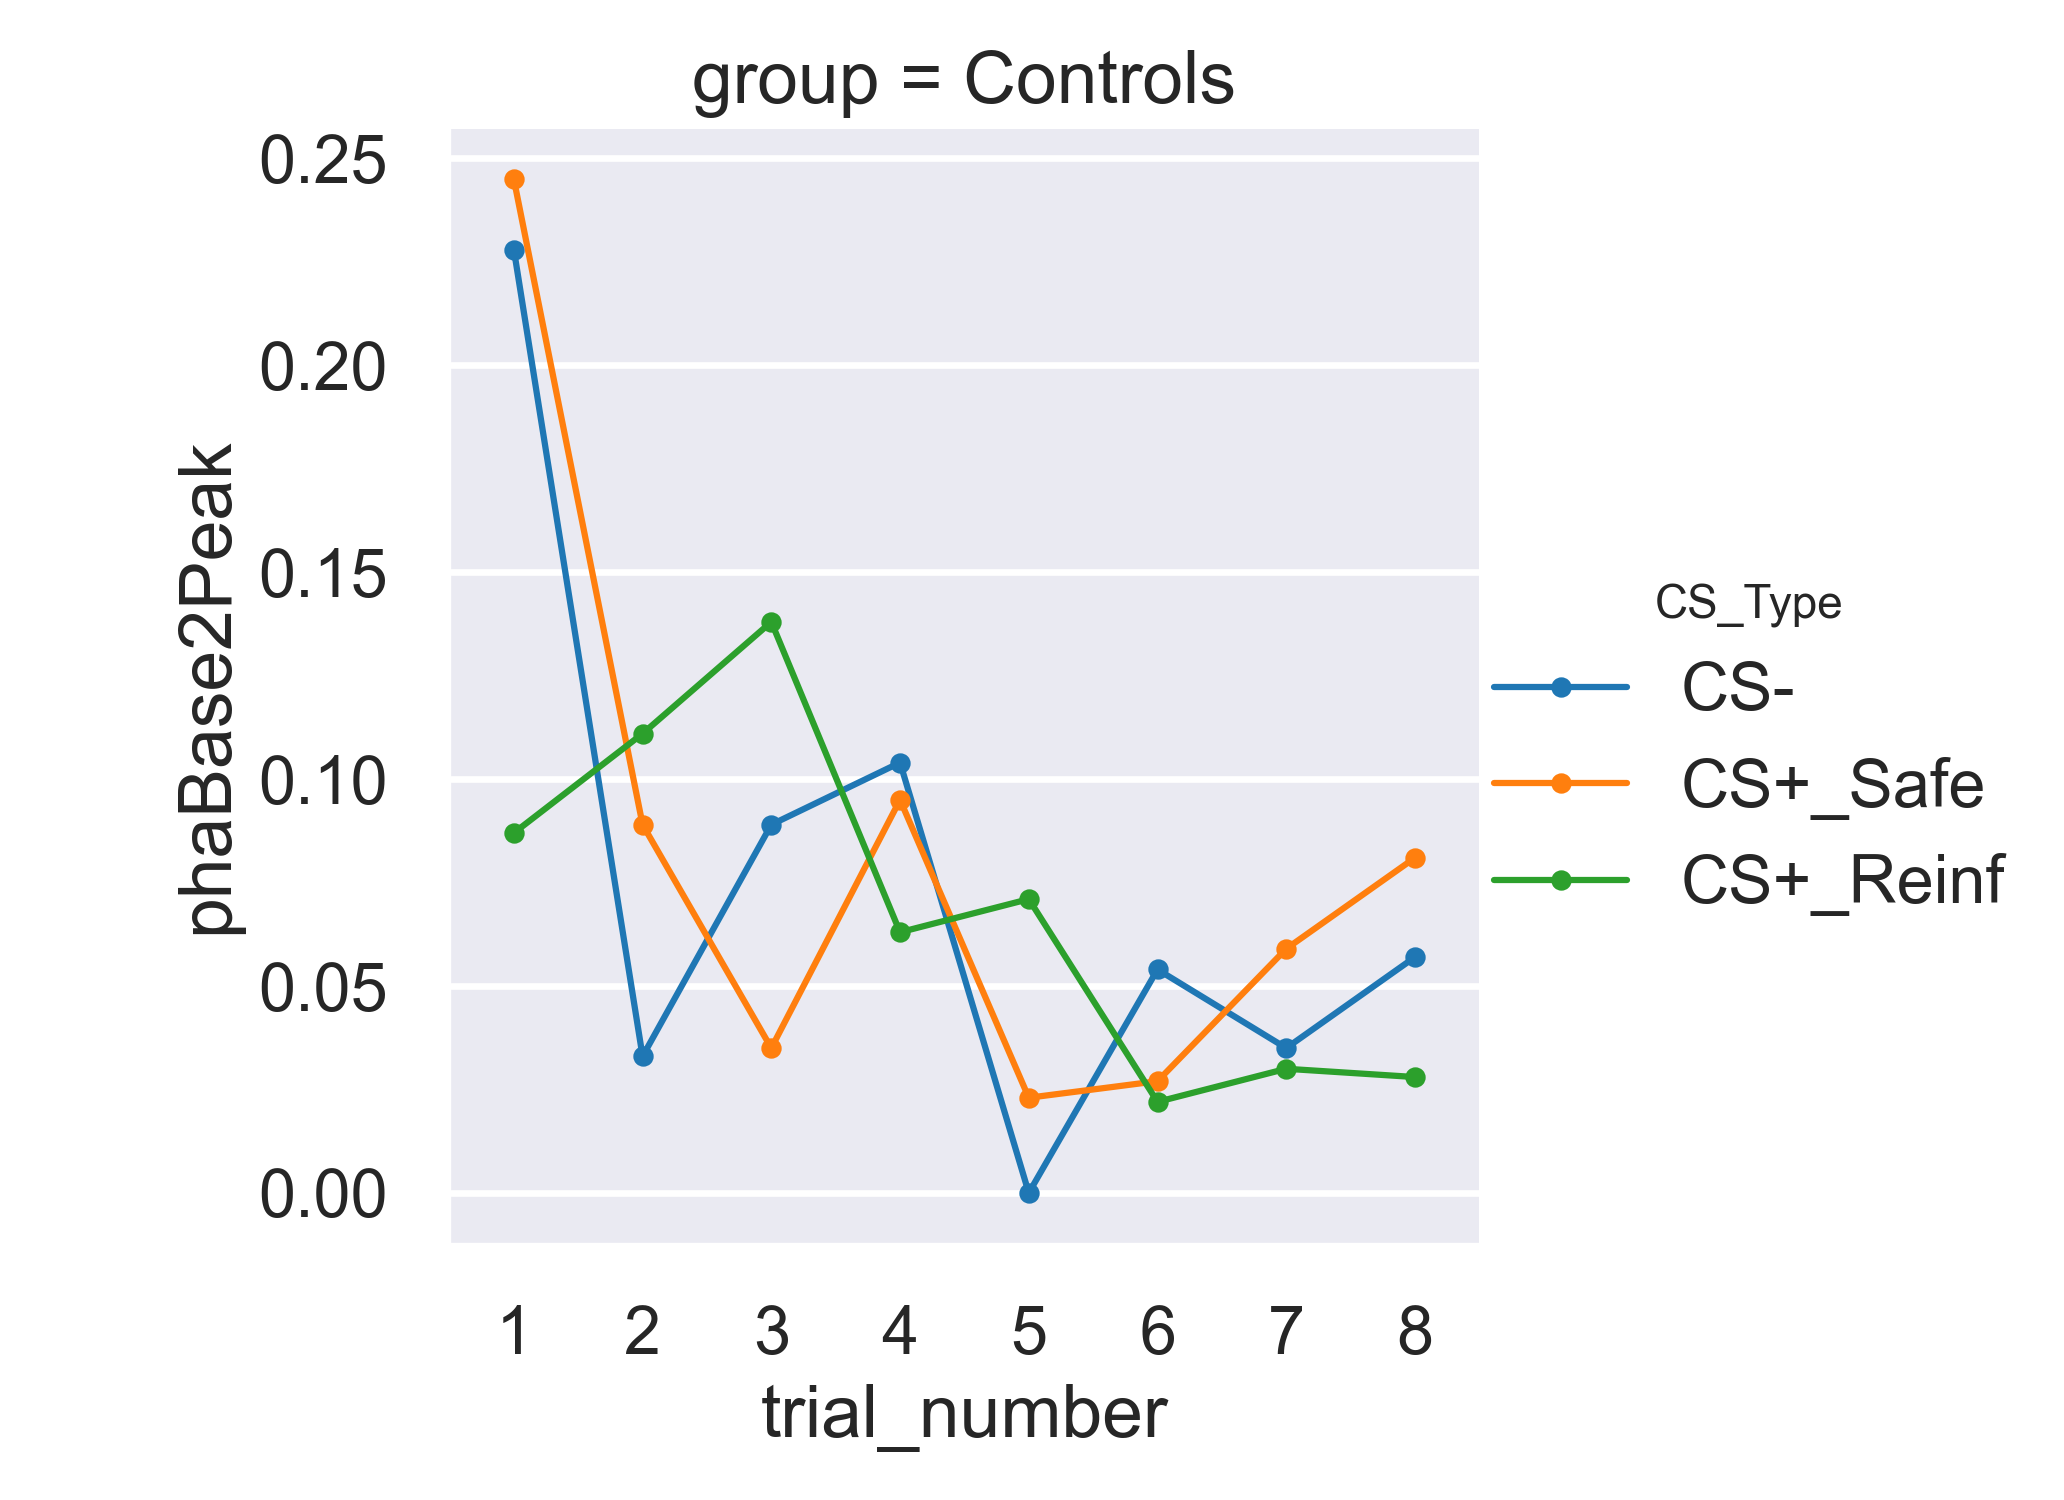 group = Controls
0.25
0.20
0.15
0.10
0.05
0.00
phaBase2Peak
1 2 3 4 5 6 7 8
trial_number
CS_Type
CS-
CS+_Safe
CS+_Reinf